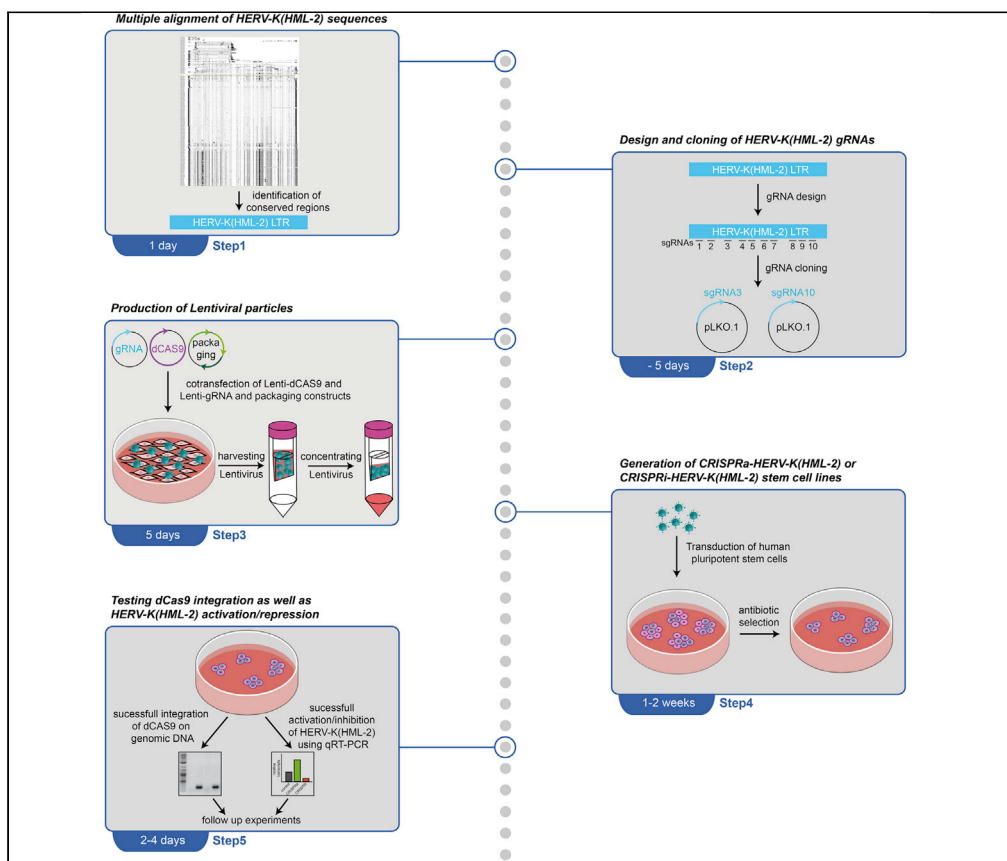 Multiple alignment of HERV-K(HML-2) sequences
identification of
conserved regions
HERV-K(HML-2) LTR
1 day
Step1
Design and cloning of HERV-K(HML-2) gRNAs
HERV-K(HML-2) LTR
gRNA design
HERV-K(HML-2) LTR
sgRNAs 1 2 3 4 5 6 7 8 9 10
gRNA cloning
sgRNA3
sgRNA10
pLKO.1
pLKO.1
- 5 days
Step2
Production of Lentiviral particles
gRNA
dCAS9
packa
ging
cotransfection of Lenti-dCAS9 and
Lenti-gRNA and packaging constructs
harvesting
Lentivirus
concentrating
Lentivirus
5 days
Step3
Generation of CRISPRa-HERV-K(HML-2) or
CRISPRi-HERV-K(HML-2) stem cell lines
Transduction of human
pluripotent stem cells
antibiotic
selection
1-2 weeks
Step4
Testing dCas9 integration as well as
HERV-K(HML-2) activation/repression
sucessfull integration
of dCAS9 on
genomic DNA
sucessfull
activation/inhibition
of HERV-K(HML-2)
using qRT-PCR
control
CRISPRa
CRISPRi
follow up experiments
2-4 days
Step5